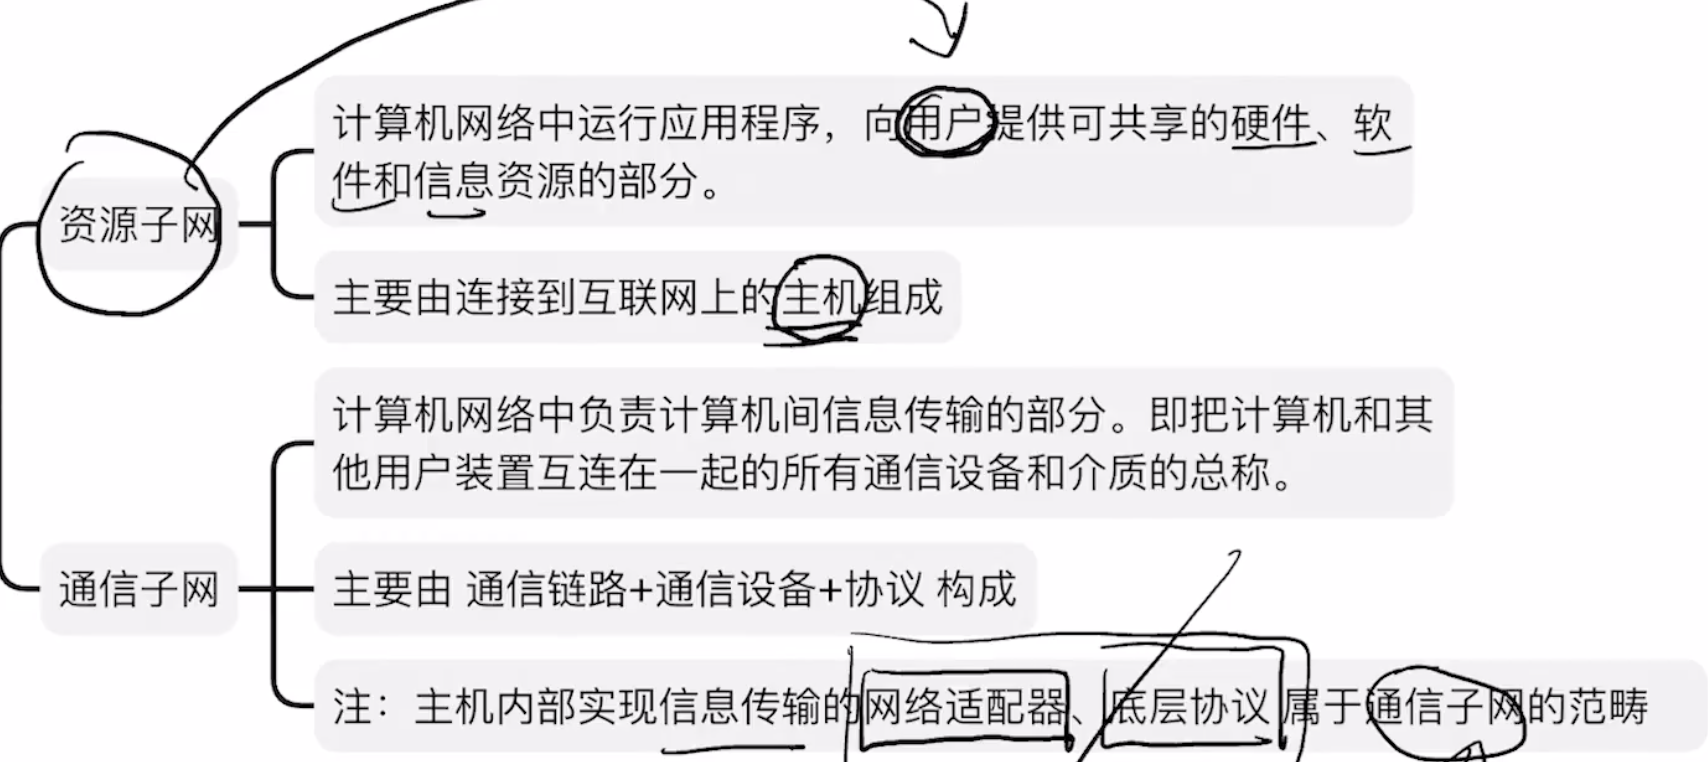 计算机网络中运行应用程序，向用户提供可共享的硬件、软
件和信息资源的部分。
资源子网
主要由连接到互联网上的主机组成
计算机网络中负责计算机间信息传输的部分。即把计算机和其
他用户装置互连在一起的所有通信设备和介质的总称。
通信子网
主要由 通信链路+通信设备+协议 构成
注：主机内部实现信息传输的网络适配器、底层协议 属于通信子网的范畴